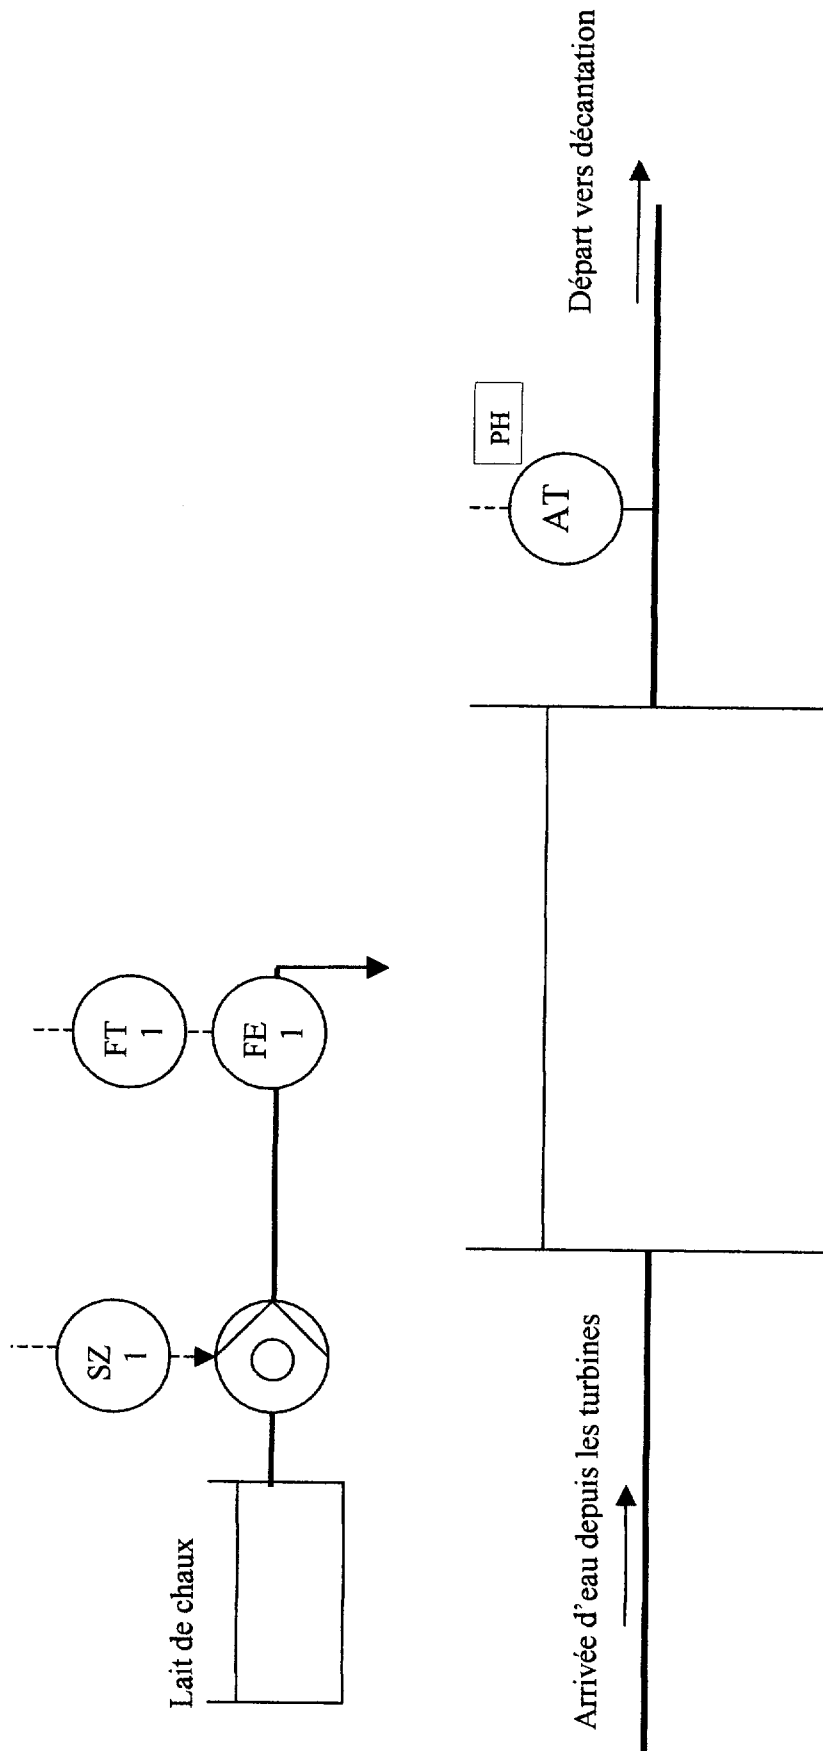 Lait de chaux
SZ
1
FT
1
FE
1
Arrivée d'eau depuis les turbines
AT
PH
Départ vers décantation